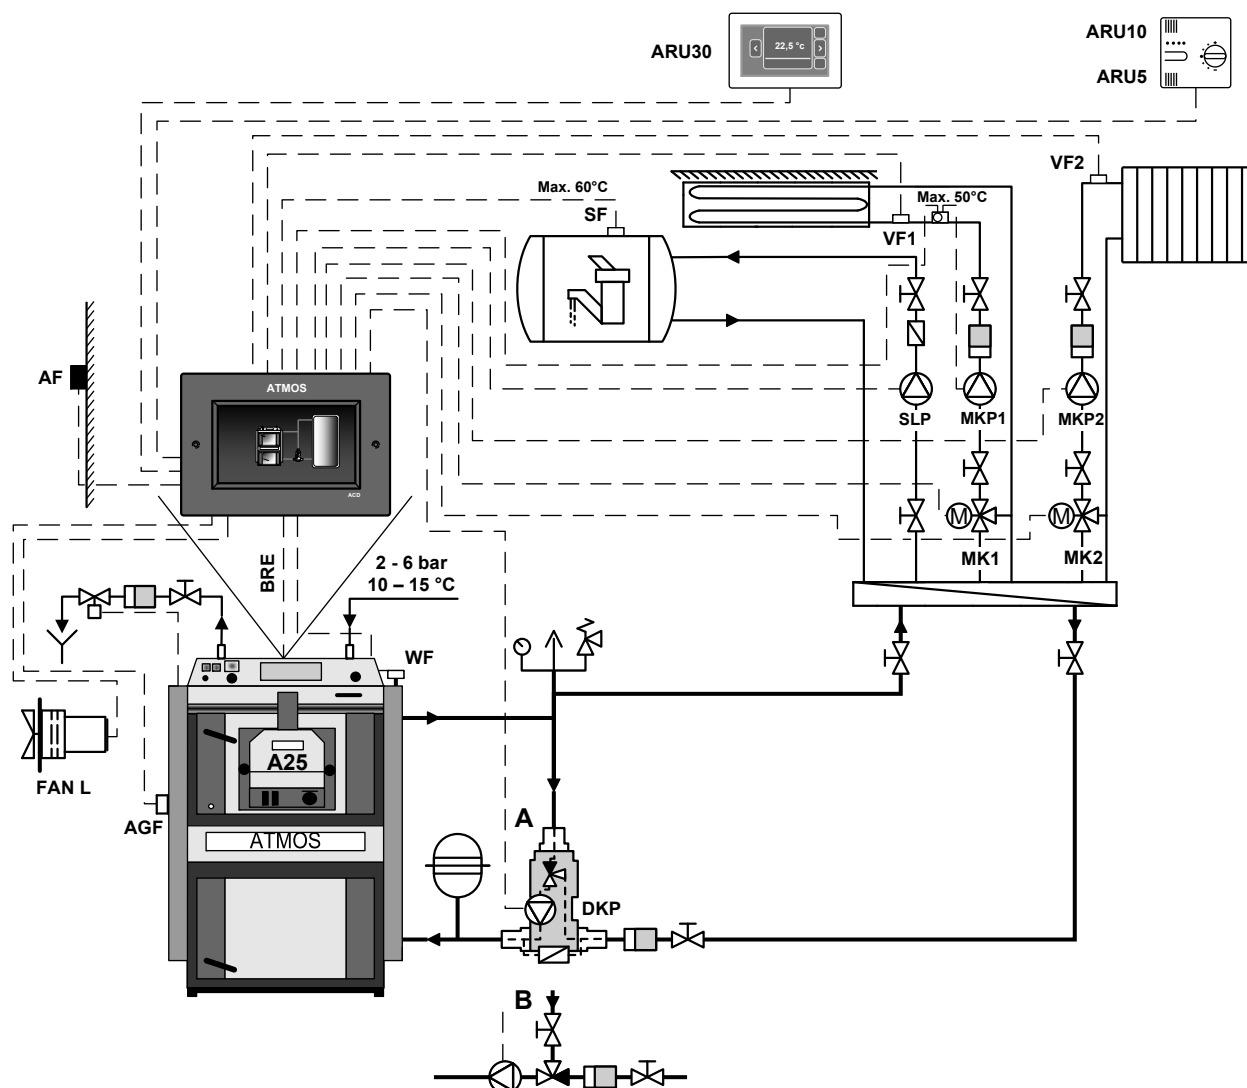 ARU30
22,5 °c
ARU10
ARU5
VF2
Max. 60°C
SF
Max. 50°C
VF1
AF
ATMOS
ACD
SLP
MKP1
MKP2
M
M
MK1
MK2
BRE
2 - 6 bar
10 – 15 °C
WF
FAN L
A25
AGF
ATMOS
A
DKP
B